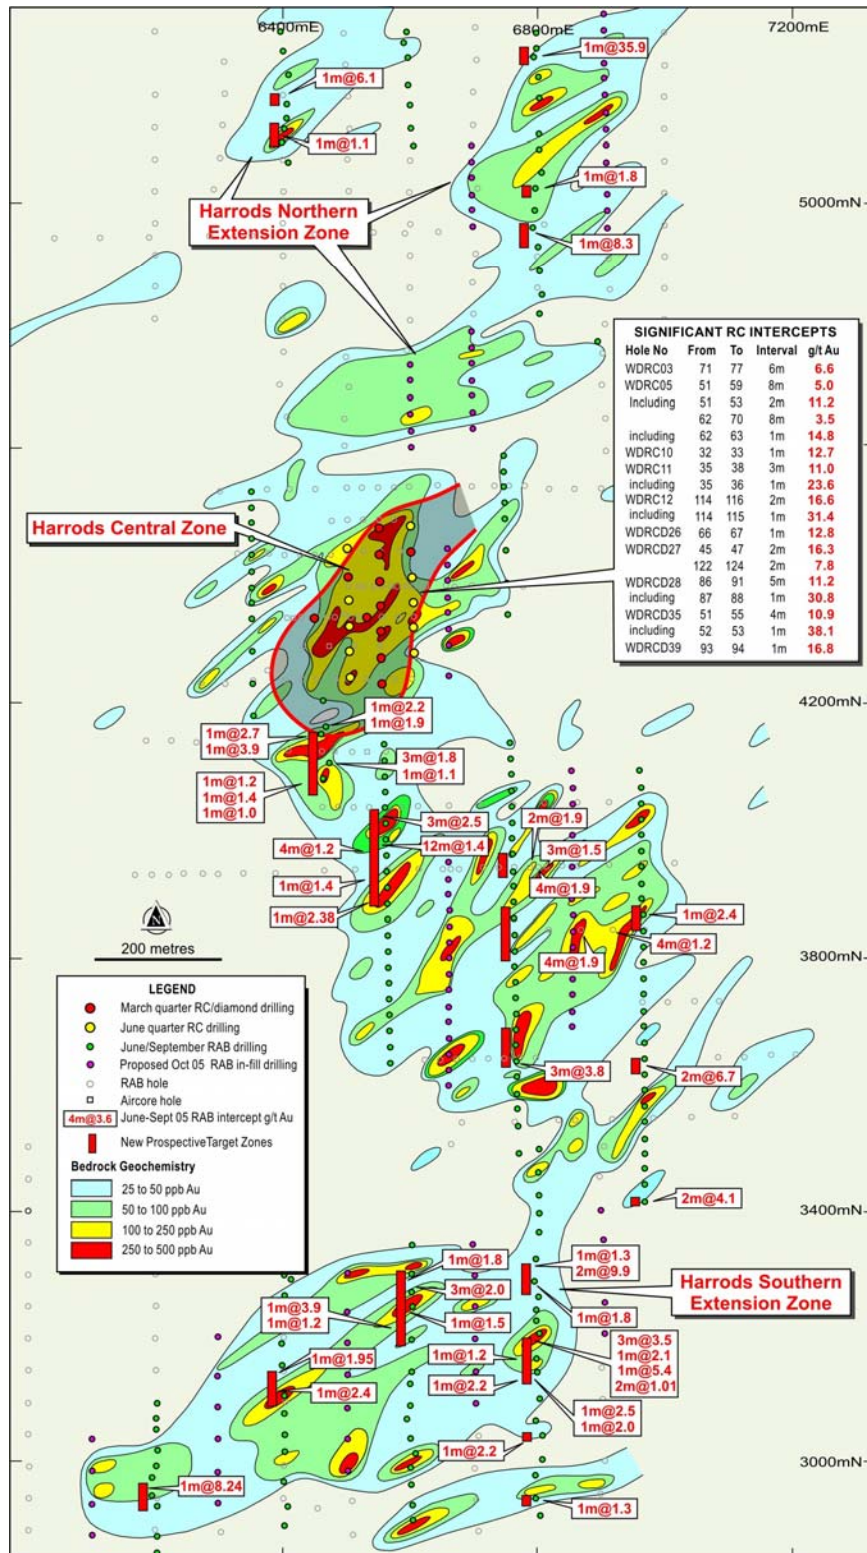 6400mE
6800mE
7200mE
1m@35.9
1m@6.1
1m@1.1
1m@1.8
Harrods Northern
Extension Zone
5000mN
1m@8.3
SIGNIFICANT RC INTERCEPTS
Hole No From To Interval g/t Au
WDRC03 71 77 6m 6.6
WDRC05 51 59 8m 5.0
Including 51 53 2m 11.2
62 70 8m 3.5
including 62 63 1m 14.8
WDRC10 32 33 1m 12.7
WDRC11 35 38 3m 11.0
including 35 36 1m 23.6
WDRC12 114 116 2m 16.6
including 114 115 1m 31.4
WDRCD26 66 67 1m 12.8
WDRCD27 45 47 2m 16.3
122 124 2m 7.8
WDRCD28 86 91 5m 11.2
including 87 88 1m 30.8
WDRCD35 51 55 4m 10.9
including 52 53 1m 38.1
WDRCD39 93 94 1m 16.8
Harrods Central Zone
4200mN
1m@2.2
1m@1.9
1m@2.7
1m@3.9
3m@1.8
1m@1.1
1m@1.2
1m@1.4
1m@1.0
3m@2.5
2m@1.9
12m@1.4
4m@1.2
3m@1.5
1m@1.4
4m@1.9
1m@2.38
1m@2.4
4m@1.2
4m@1.9
3800mN
N
200 metres
LEGEND
March quarter RC/diamond drilling
June quarter RC drilling
June/September RAB drilling
Proposed Oct 05 RAB in-fill drilling
RAB hole
Aircore hole
4m@3.6 June-Sept 05 RAB intercept g/t Au
New ProspectiveTarget Zones
Bedrock Geochemistry
25 to 50 ppb Au
50 to 100 ppb Au
100 to 250 ppb Au
250 to 500 ppb Au
3m@3.8
2m@6.7
2m@4.1
3400mN
1m@1.8
1m@1.3
2m@9.9
Harrods Southern
Extension Zone
3m@2.0
1m@3.9
1m@1.2
1m@1.5
1m@1.8
3m@3.5
1m@2.1
1m@5.4
2m@1.01
1m@1.2
1m@1.95
1m@2.4
1m@2.2
1m@2.5
1m@2.0
1m@2.2
3000mN
1m@8.24
1m@1.3